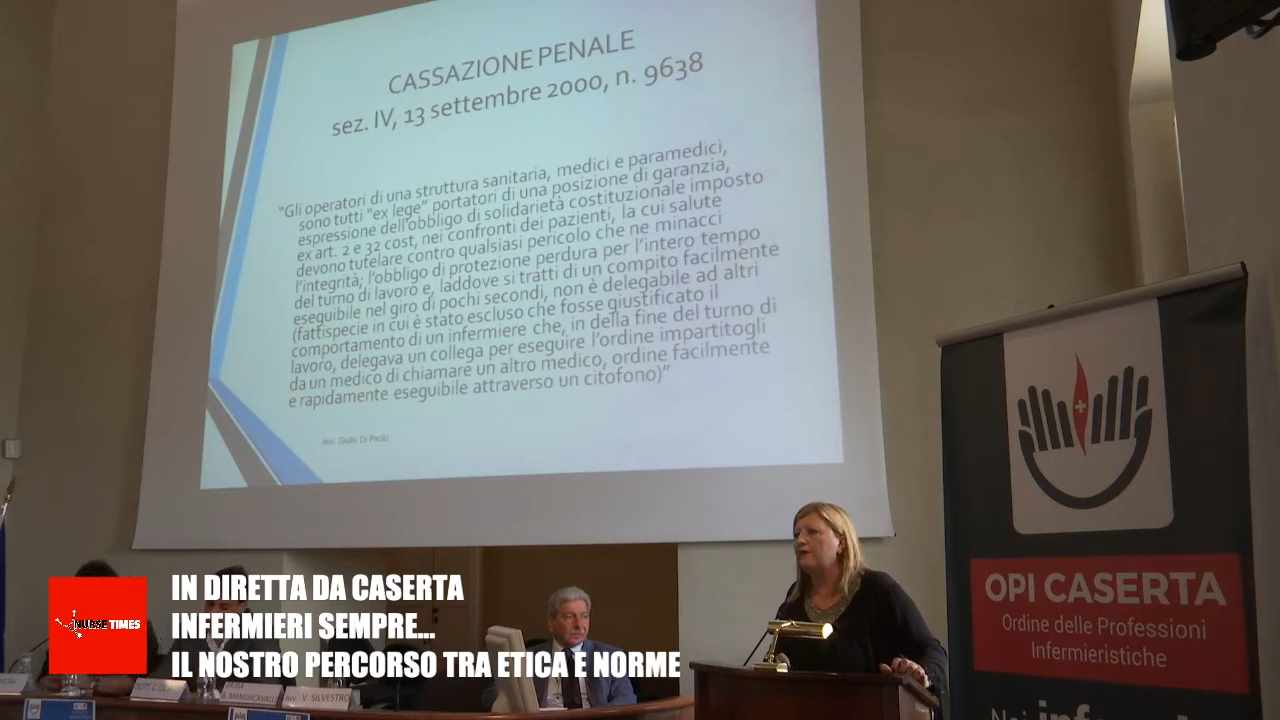 CASSAZIONE PENALE
sez. IV, 13 settembre 2000, n. 9638
“Gli operatori di una struttura sanitaria, medici e paramedici,
sono tutti “ex lege” portatori di una posizione di garanzia,
espressione dell’obbligo di solidarietà costituzionale imposto
ex art. 2 e 32 cost, nei confronti dei pazienti, la cui salute
devono tutelare contro qualsiasi pericolo che ne minacci
l’integrità; l’obbligo di protezione perdura per l’intero tempo
del turno di lavoro e, laddove si tratti di un compito facilmente
eseguibile nel giro di pochi secondi, non è delegabile ad altri
(fattispecie in cui è stato escluso che fosse giustificato il
comportamento di un infermiere che, in della fine del turno di
lavoro, delegava un collega per eseguire l’ordine impartitogli
da un medico di chiamare un altro medico, ordine facilmente
e rapidamente eseguibile attraverso un citofono)”
avv. Giulia Di Paolo
OPI CASERTA
Ordine delle Professioni
Infermieristiche
Noi
NURSE TIMES
IN DIRETTA DA CASERTA
INFERMIERI SEMPRE...
IL NOSTRO PERCORSO TRA ETICA E NORME
DOTT.
B. MANGIACAVALLI
Avv. V. SILVESTRO